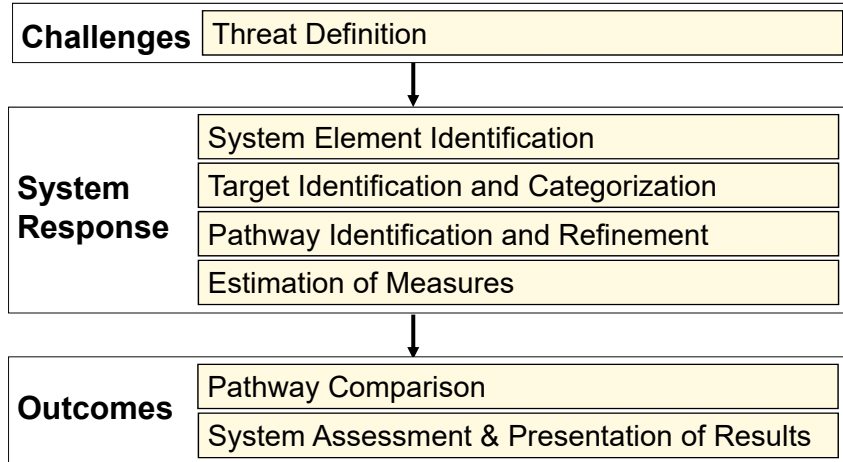 Challenges
Threat Definition
System Response
System Element Identification
Target Identification and Categorization
Pathway Identification and Refinement
Estimation of Measures
Outcomes
Pathway Comparison
System Assessment & Presentation of Results